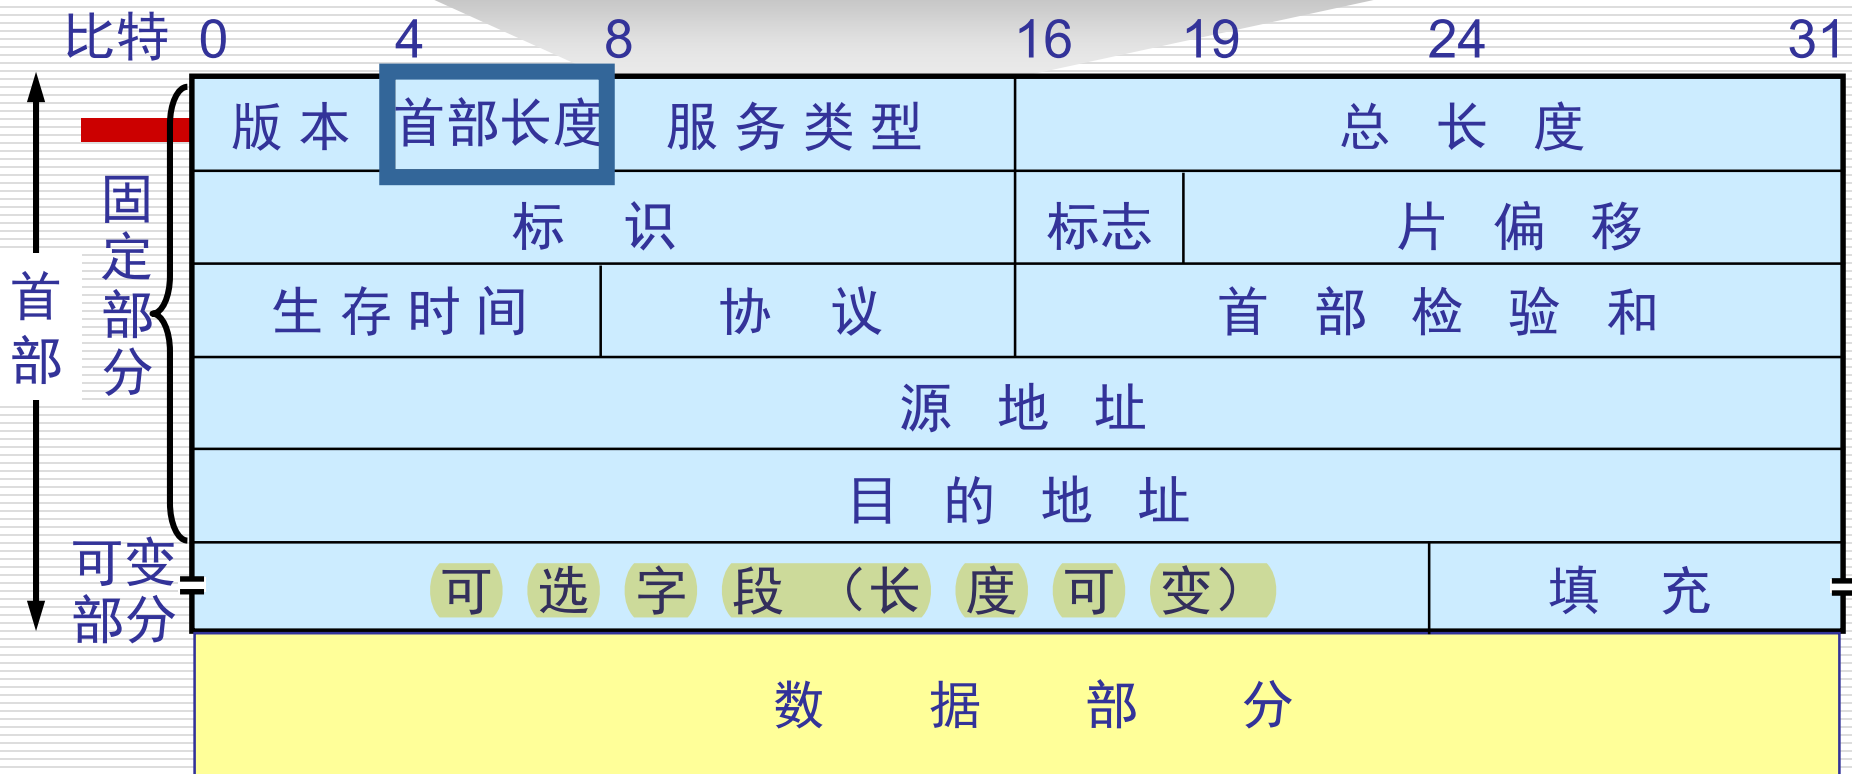 比特 0 4 8 16 19 24 31
版本 首部长度 服务类型 总长度
标识 标志 片偏移
生存时间 协议 首部检验和
源地址
目的地址
可选字段（长度可变） 填充
数据部分
首部
固定部分
可变
部分